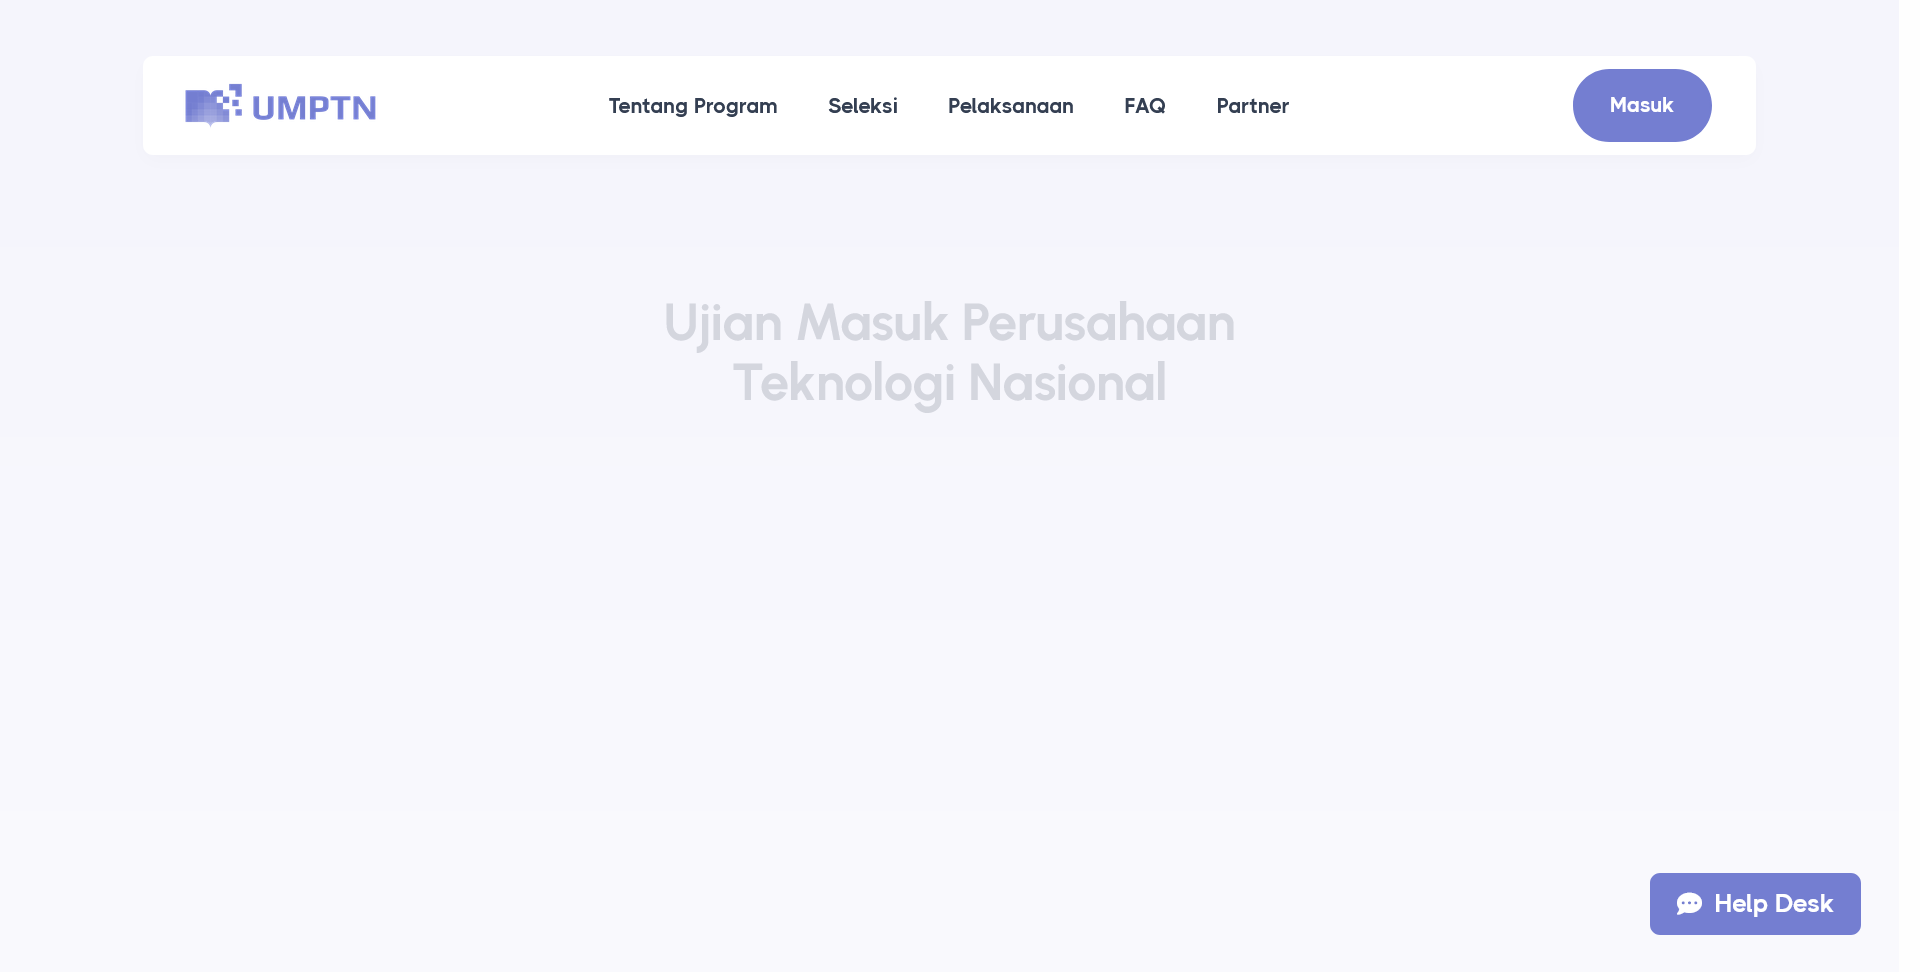 UMPTN
Tentang Program
Seleksi
Pelaksanaan
FAQ
Partner
Masuk
Ujian Masuk Perusahaan
Teknologi Nasional
Help Desk